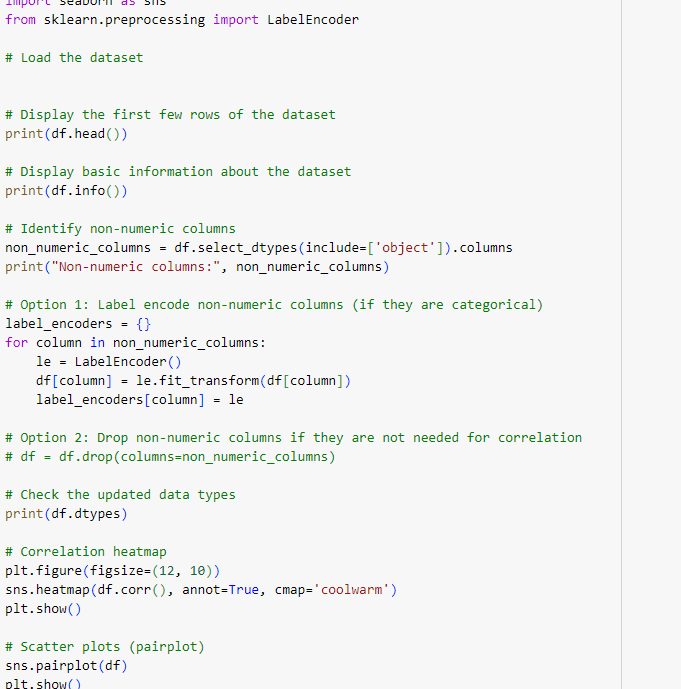 import seaborn as sns
from sklearn.preprocessing import LabelEncoder
# Load the dataset
# Display the first few rows of the dataset
print(df.head())
# Display basic information about the dataset
print(df.info())
# Identify non-numeric columns
non_numeric_columns = df.select_dtypes(include=['object']).columns
print("Non-numeric columns:", non_numeric_columns)
# Option 1: Label encode non-numeric columns (if they are categorical)
label_encoders = {}
for column in non_numeric_columns:
    le = LabelEncoder()
    df[column] = le.fit_transform(df[column])
    label_encoders[column] = le
# Option 2: Drop non-numeric columns if they are not needed for correlation
# df = df.drop(columns=non_numeric_columns)
# Check the updated data types
print(df.dtypes)
# Correlation heatmap
plt.figure(figsize=(12, 10))
sns.heatmap(df.corr(), annot=True, cmap='coolwarm')
plt.show()
# Scatter plots (pairplot)
sns.pairplot(df)
plt.show()